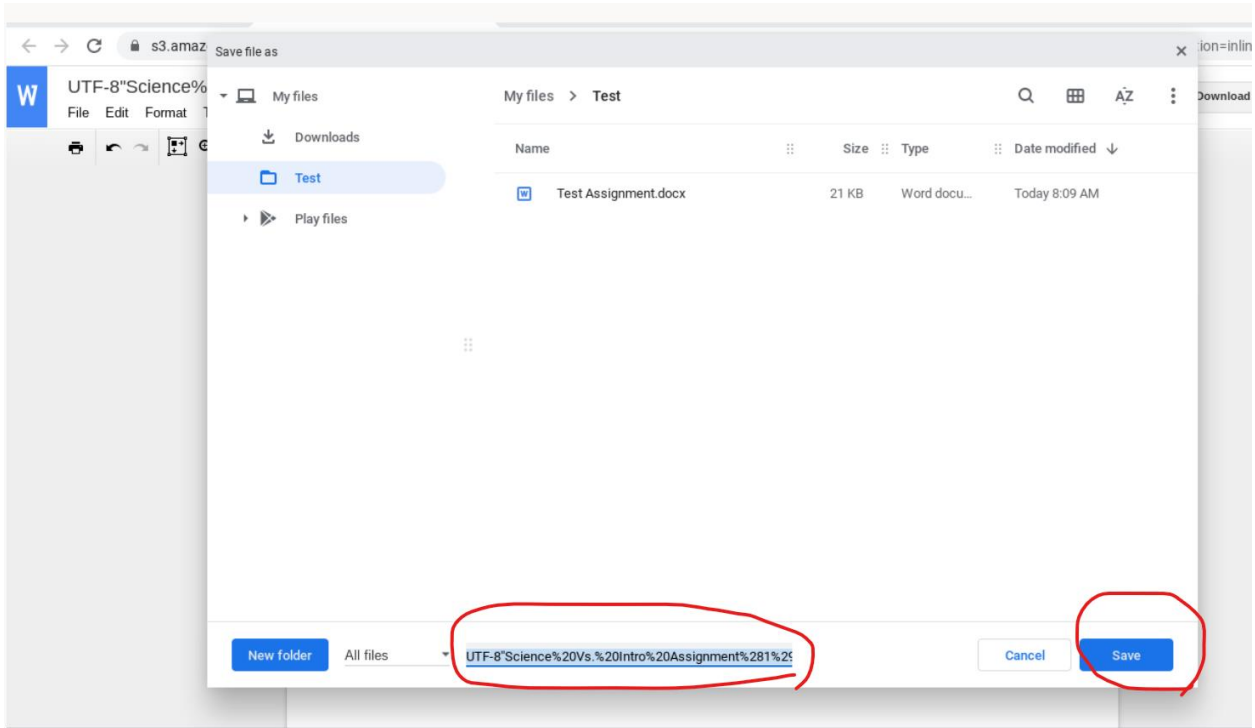 s3.amaz
Save file as
ion=inlin
W
UTF-8"Science%
File Edit Format
Download
My files
Downloads
Test
Play files
My files > Test
AZ
Name Size Type Date modified
W Test Assignment.docx 21 KB Word docu... Today 8:09 AM
New folder All files UTF-8"Science%20Vs.%20Intro%20Assignment%281%29 Cancel Save